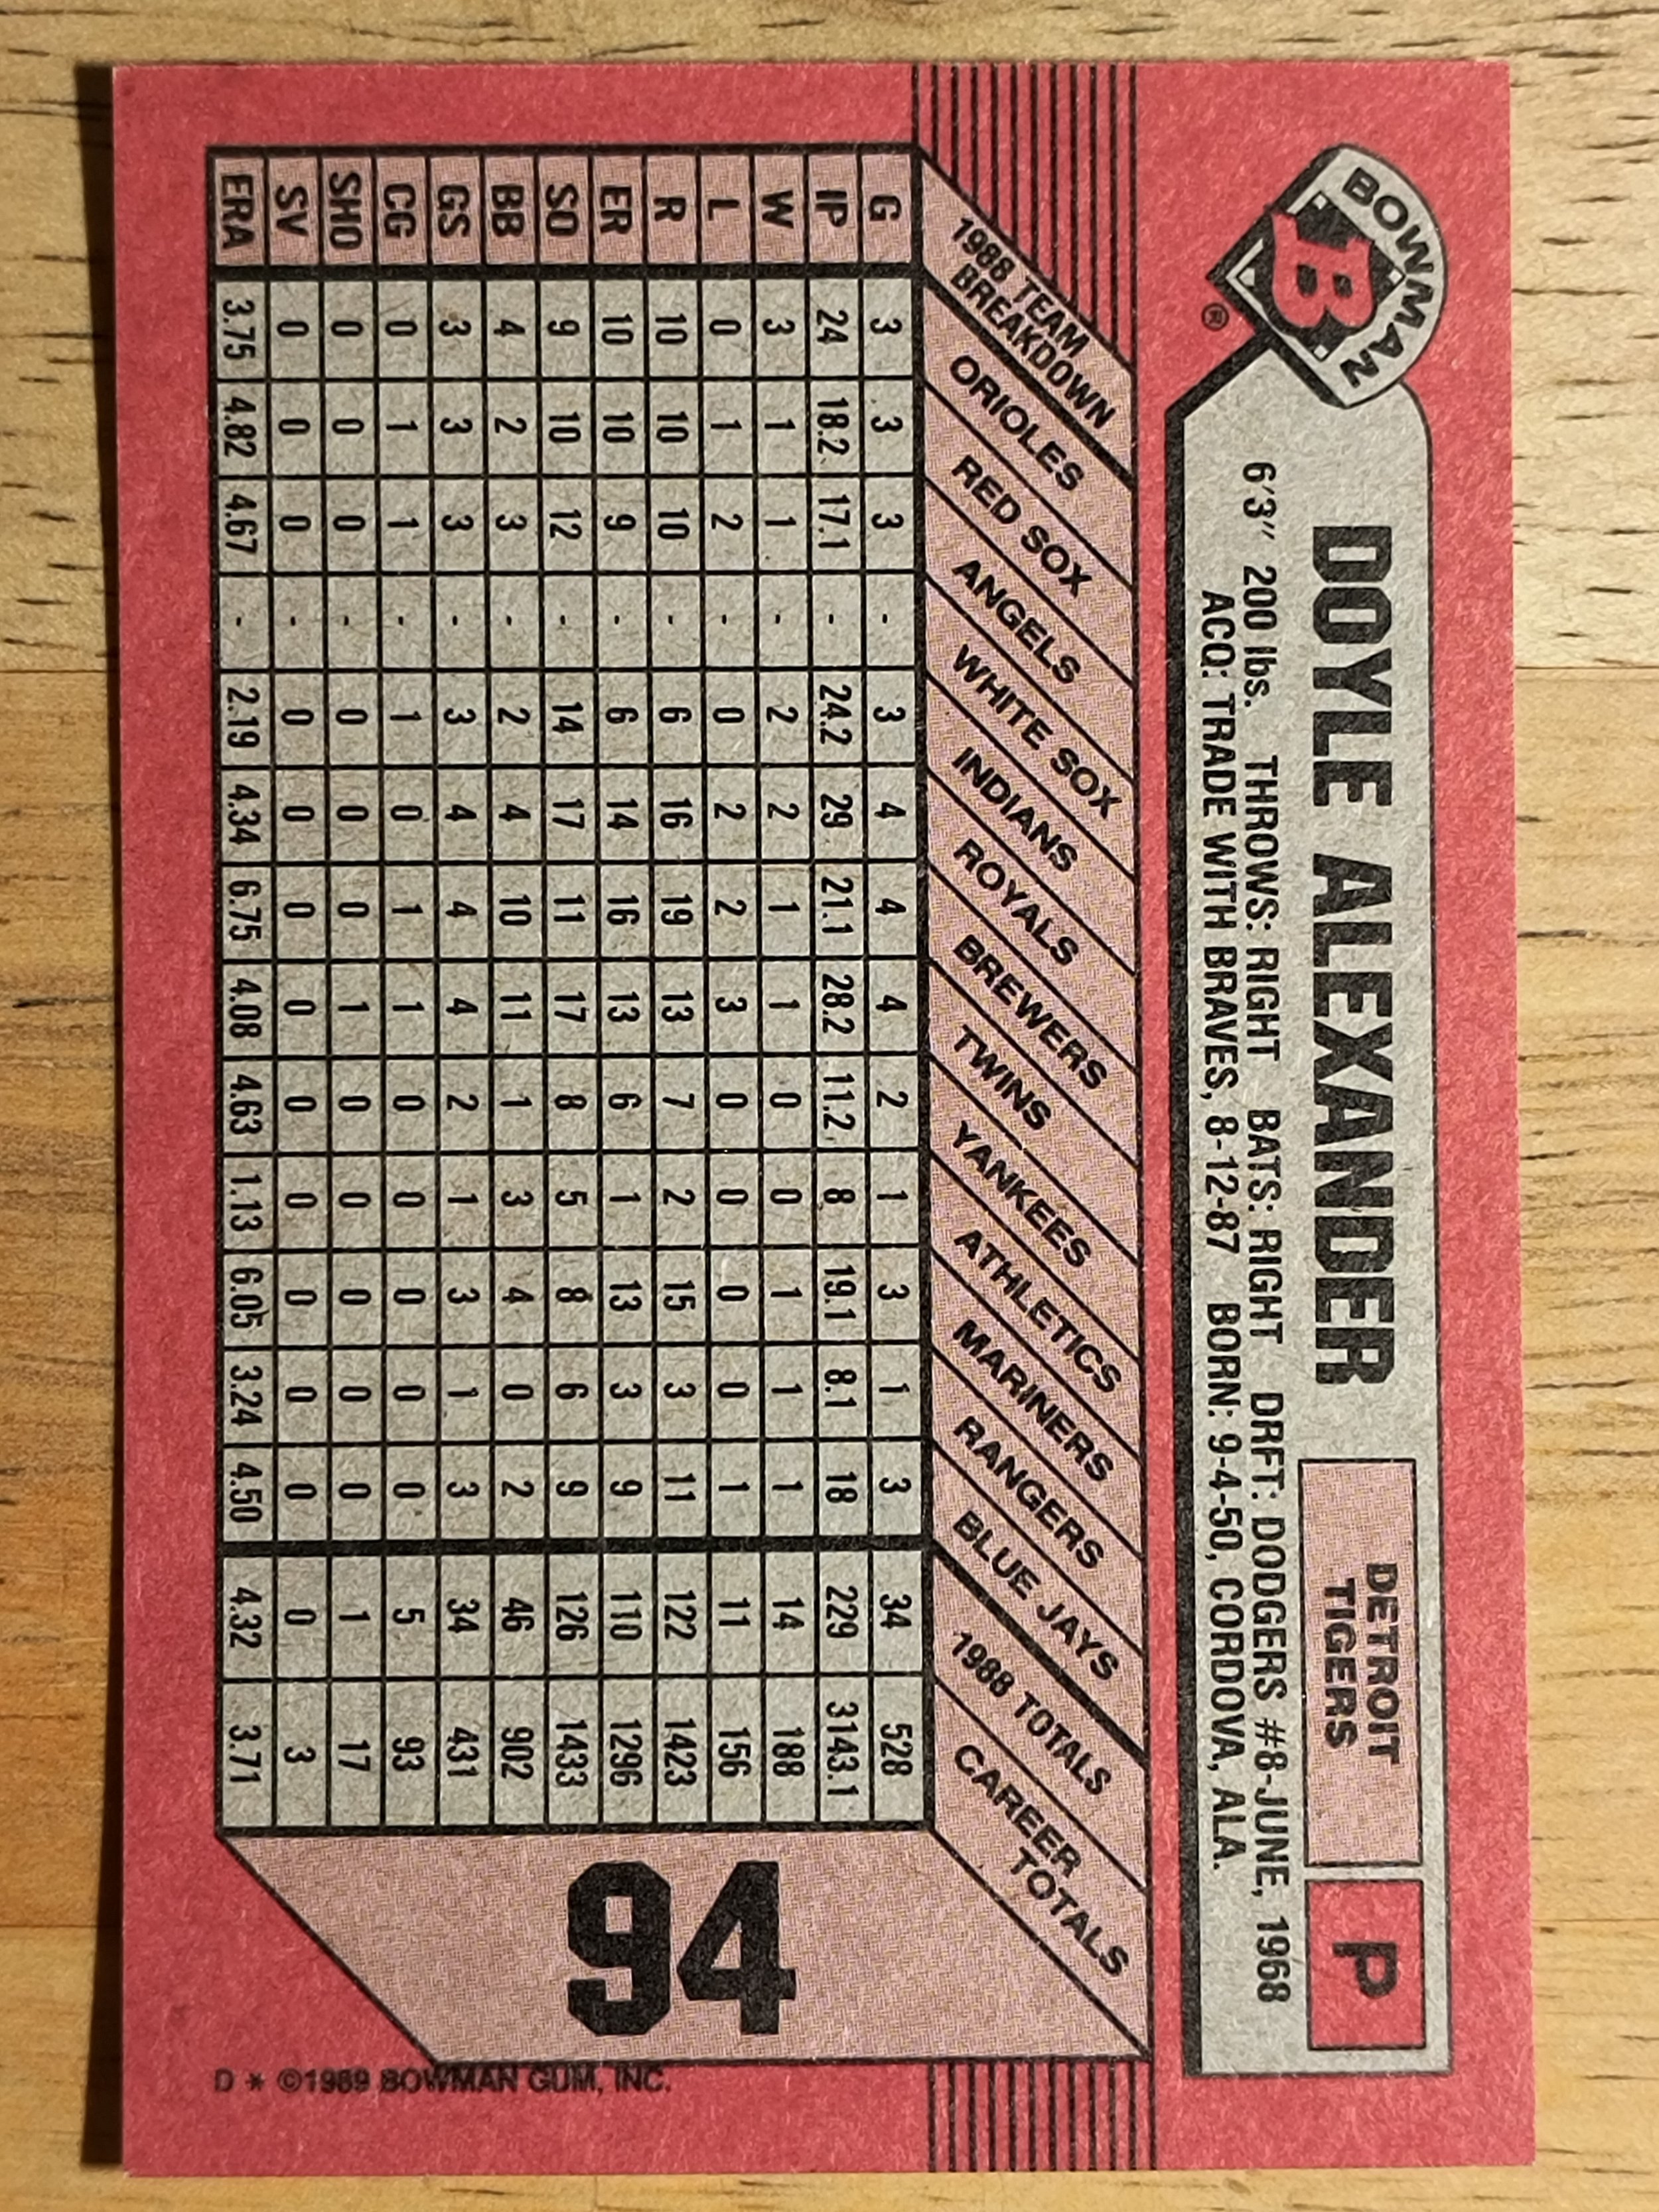 BOWMAN
B
®
DOYLE ALEXANDER
DETROIT
TIGERS
P
6'3" 200 lbs. THROWS: RIGHT BATS: RIGHT DRFT: DODGERS #8-JUNE, 1968
ACQ: TRADE WITH BRAVES, 8-12-87 BORN: 9-4-50, CORDOVA, ALA.
1988 TEAM
BREAKDOWN
ORIOLES
RED SOX
ANGELS
WHITE SOX
INDIANS
ROYALS
BREWERS
TWINS
YANKEES
ATHLETICS
MARINERS
RANGERS
BLUE JAYS
1988 TOTALS
CAREER
TOTALS
G 3 3 3 - 3 4 4 4 2 1 3 1 3 34 528
IP 24 18.2 17.1 - 24.2 29 21.1 28.2 11.2 8 19.1 8.1 18 229 3143.1
W 3 1 1 - 2 2 1 1 0 0 1 1 1 14 188
L 0 1 2 - 0 2 2 3 0 0 0 0 1 11 156
R 10 10 10 - 6 16 19 13 7 2 15 3 11 122 1423
ER 10 10 9 - 6 14 16 13 6 1 13 3 9 110 1296
SO 9 10 12 - 14 17 11 17 8 5 8 6 9 126 1433
BB 4 2 3 - 2 4 10 11 1 3 4 0 2 46 902
GS 3 3 3 - 3 4 4 4 2 1 3 1 3 34 431
CG 0 1 1 - 1 0 1 1 0 0 0 0 0 5 93
SHO 0 0 0 - 0 0 0 1 0 0 0 0 0 1 17
SV 0 0 0 - 0 0 0 0 0 0 0 0 0 0 3
ERA 3.75 4.82 4.67 - 2.19 4.34 6.75 4.08 4.63 1.13 6.05 3.24 4.50 4.32 3.71
94
D * ©1989 BOWMAN GUM, INC.